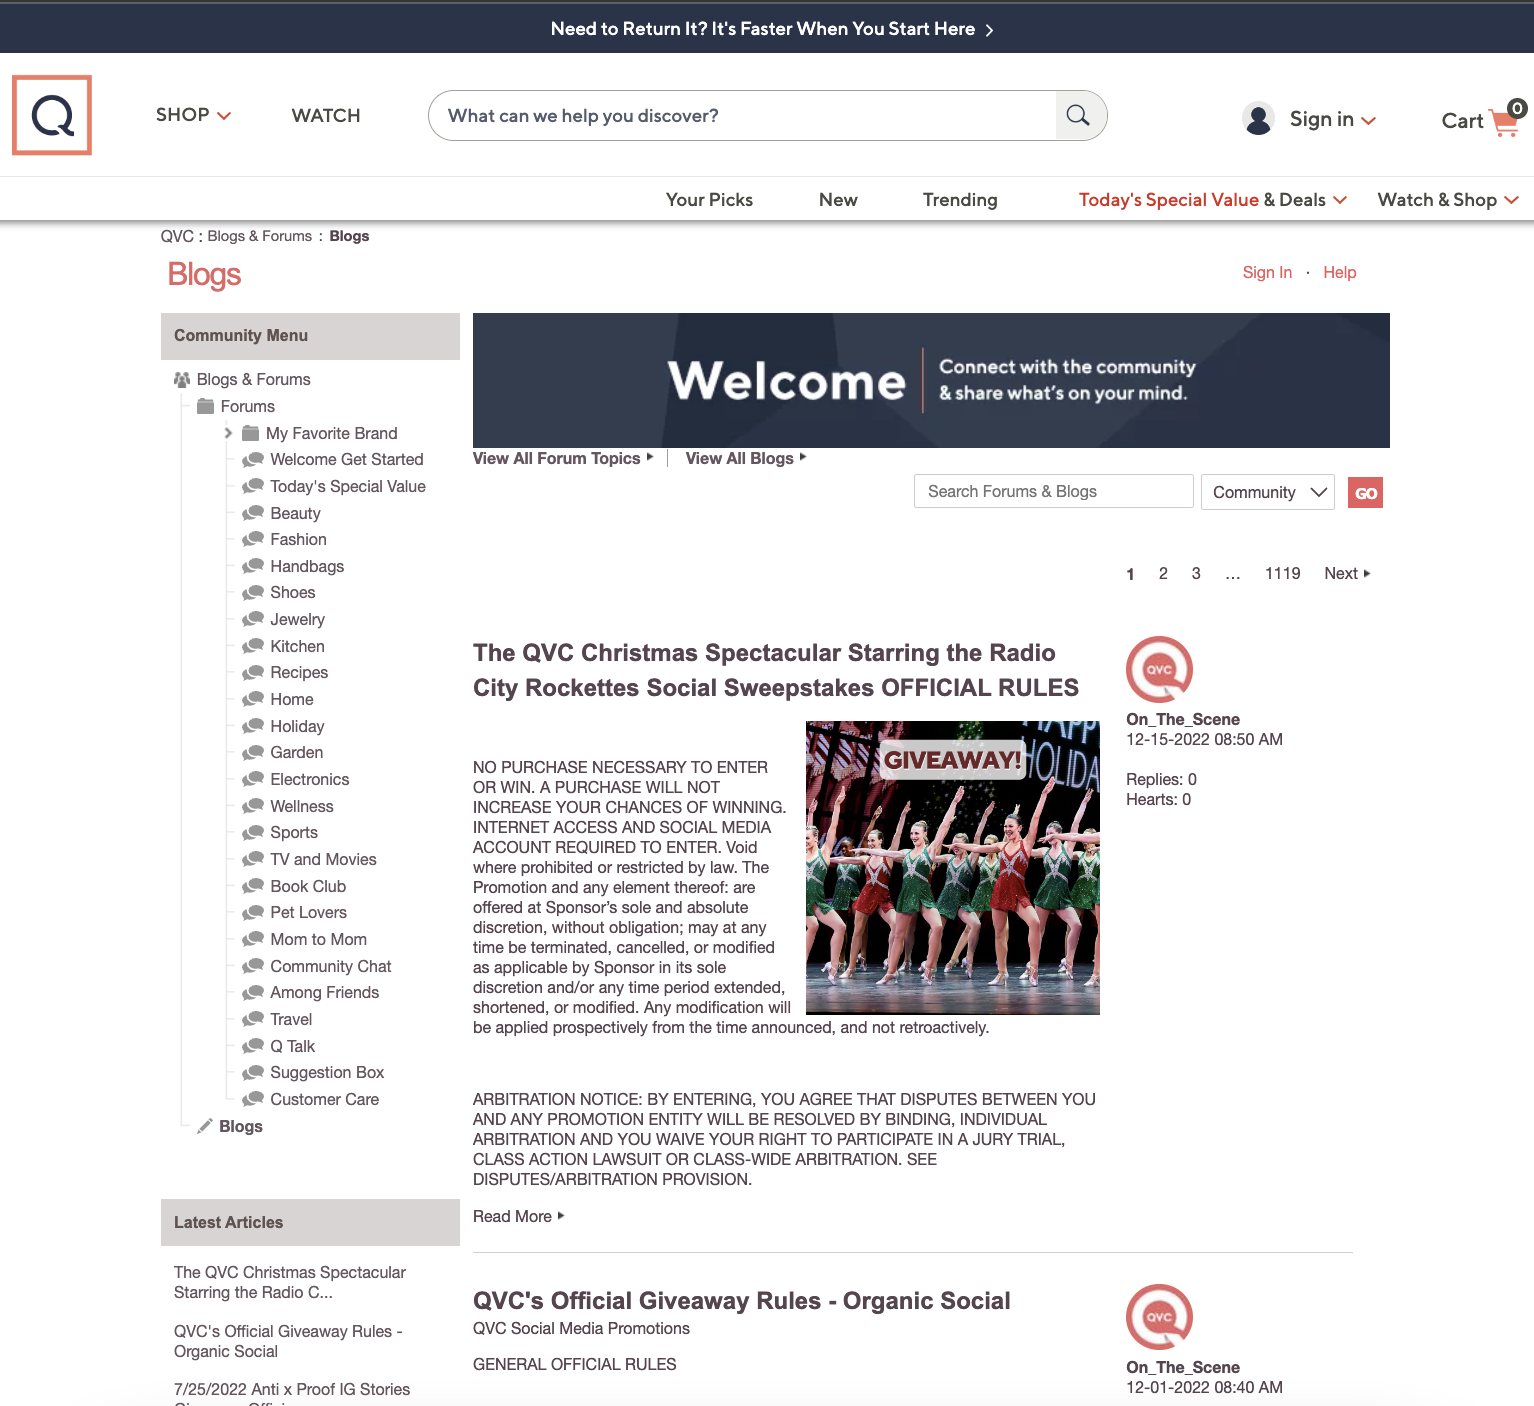 Need to Return It? It's Faster When You Start Here
Q
SHOP
WATCH
What can we help you discover?
Sign in
Cart
0
Your Picks
New
Trending
Today's Special Value & Deals
Watch & Shop
QVC : Blogs & Forums : Blogs
Blogs
Sign In · Help
Community Menu
Blogs & Forums
Forums
My Favorite Brand
Welcome Get Started
Today's Special Value
Beauty
Fashion
Handbags
Shoes
Jewelry
Kitchen
Recipes
Home
Holiday
Garden
Electronics
Wellness
Sports
TV and Movies
Book Club
Pet Lovers
Mom to Mom
Community Chat
Among Friends
Travel
Q Talk
Suggestion Box
Customer Care
Blogs
Latest Articles
The QVC Christmas Spectacular
Starring the Radio C...
QVC's Official Giveaway Rules -
Organic Social
7/25/2022 Anti x Proof IG Stories
Welcome
Connect with the community
& share what's on your mind.
View All Forum Topics
View All Blogs
Search Forums & Blogs
Community
GO
1 2 3 … 1119 Next
The QVC Christmas Spectacular Starring the Radio
City Rockettes Social Sweepstakes OFFICIAL RULES
HAPPY
HOLIDA
GIVEAWAY!
NO PURCHASE NECESSARY TO ENTER
OR WIN. A PURCHASE WILL NOT
INCREASE YOUR CHANCES OF WINNING.
INTERNET ACCESS AND SOCIAL MEDIA
ACCOUNT REQUIRED TO ENTER. Void
where prohibited or restricted by law. The
Promotion and any element thereof: are
offered at Sponsor's sole and absolute
discretion, without obligation; may at any
time be terminated, cancelled, or modified
as applicable by Sponsor in its sole
discretion and/or any time period extended,
shortened, or modified. Any modification will
be applied prospectively from the time announced, and not retroactively.
ARBITRATION NOTICE: BY ENTERING, YOU AGREE THAT DISPUTES BETWEEN YOU
AND ANY PROMOTION ENTITY WILL BE RESOLVED BY BINDING, INDIVIDUAL
ARBITRATION AND YOU WAIVE YOUR RIGHT TO PARTICIPATE IN A JURY TRIAL,
CLASS ACTION LAWSUIT OR CLASS-WIDE ARBITRATION. SEE
DISPUTES/ARBITRATION PROVISION.
Read More
QVC
On_The_Scene
12-15-2022 08:50 AM
Replies: 0
Hearts: 0
QVC's Official Giveaway Rules - Organic Social
QVC Social Media Promotions
GENERAL OFFICIAL RULES
QVC
On_The_Scene
12-01-2022 08:40 AM